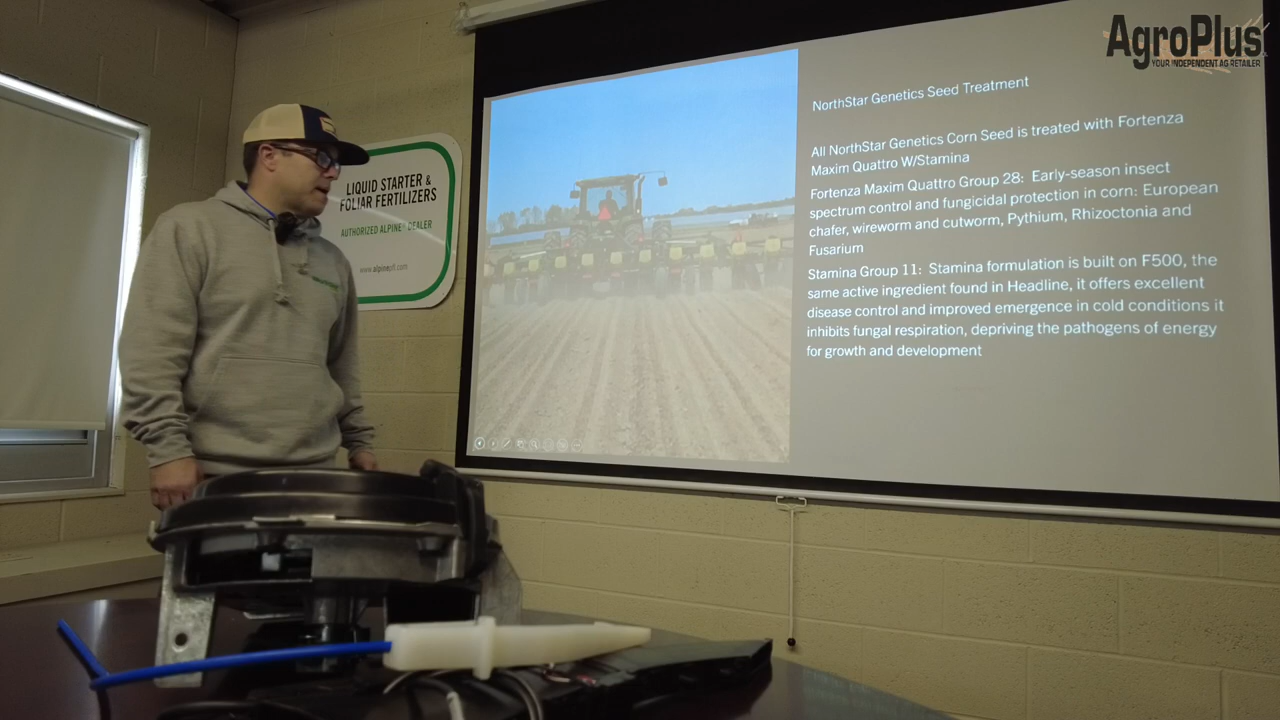 AgroPlus
YOUR INDEPENDENT AG RETAILER
NorthStar Genetics Seed Treatment
All NorthStar Genetics Corn Seed is treated with Fortenza
Maxim Quattro W/Stamina
Fortenza Maxim Quattro Group 28: Early-season insect
spectrum control and fungicidal protection in corn: European
chafer, wireworm and cutworm, Pythium, Rhizoctonia and
Fusarium
Stamina Group 11: Stamina formulation is built on F500, the
same active ingredient found in Headline, it offers excellent
disease control and improved emergence in cold conditions it
inhibits fungal respiration, depriving the pathogens of energy
for growth and development
LIQUID STARTER &
FOLIAR FERTILIZERS
AUTHORIZED ALPINE® DEALER